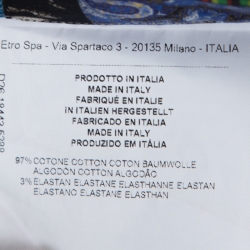 Etro Spa - Via Spartaco 3 - 20135 Milano - ITALIA
PRODOTTO IN ITALIA
MADE IN ITALY
FABRIQUÉ EN ITALIE
IN ITALIEN HERGESTELLT
FABRICADO EN ITALIA
MADE IN ITALY
PRODUZIDO EM ITÁLIA
97% COTONE COTTON COTON BAUMWOLLE
ALGODÓN COTTON ALGODÃO
3% ELASTAN ELASTANE ELASTHANNE ELASTAN
ELASTANO ELASTANE ELASTHAN